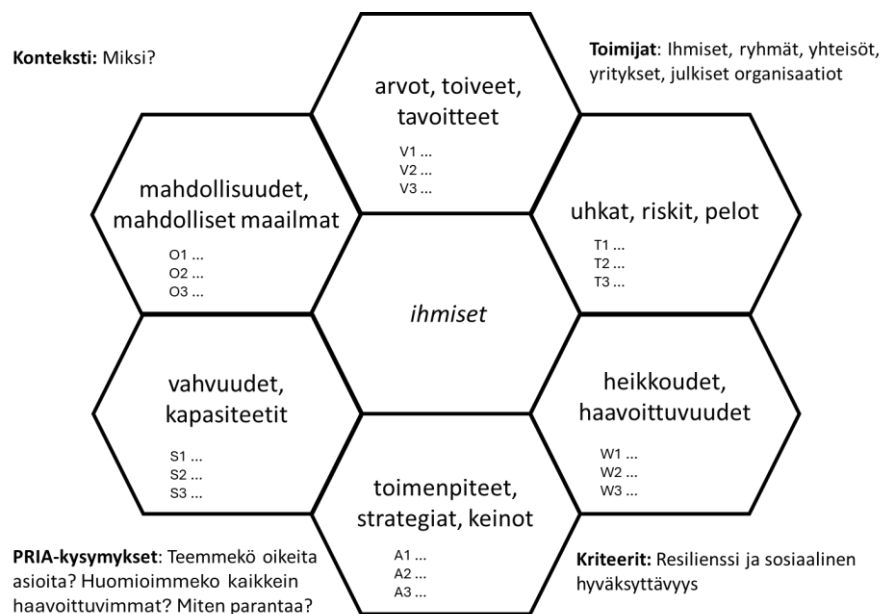 Konteksti: Miksi?
Toimijat: Ihmiset, ryhmät, yhteisöt,
yritykset, julkiset organisaatiot
arvot, toiveet,
tavoitteet
V1 ...
V2 ...
V3 ...
mahdollisuudet,
mahdolliset maailmat
O1 ...
O2 ...
O3 ...
uhkat, riskit, pelot
T1 ...
T2 ...
T3 ...
ihmiset
vahvuudet,
kapasiteetit
S1 ...
S2 ...
S3 ...
heikkoudet,
haavoittuvuudet
W1 ...
W2 ...
W3 ...
toimenpiteet,
strategiat, keinot
A1 ...
A2 ...
A3 ...
PRIA-kysymykset: Teemmekö oikeita
asioita? Huomioimmeko kaikkein
haavoittuvimmat? Miten parantaa?
Kriteerit: Resilienssi ja sosiaalinen
hyväksyttävyys